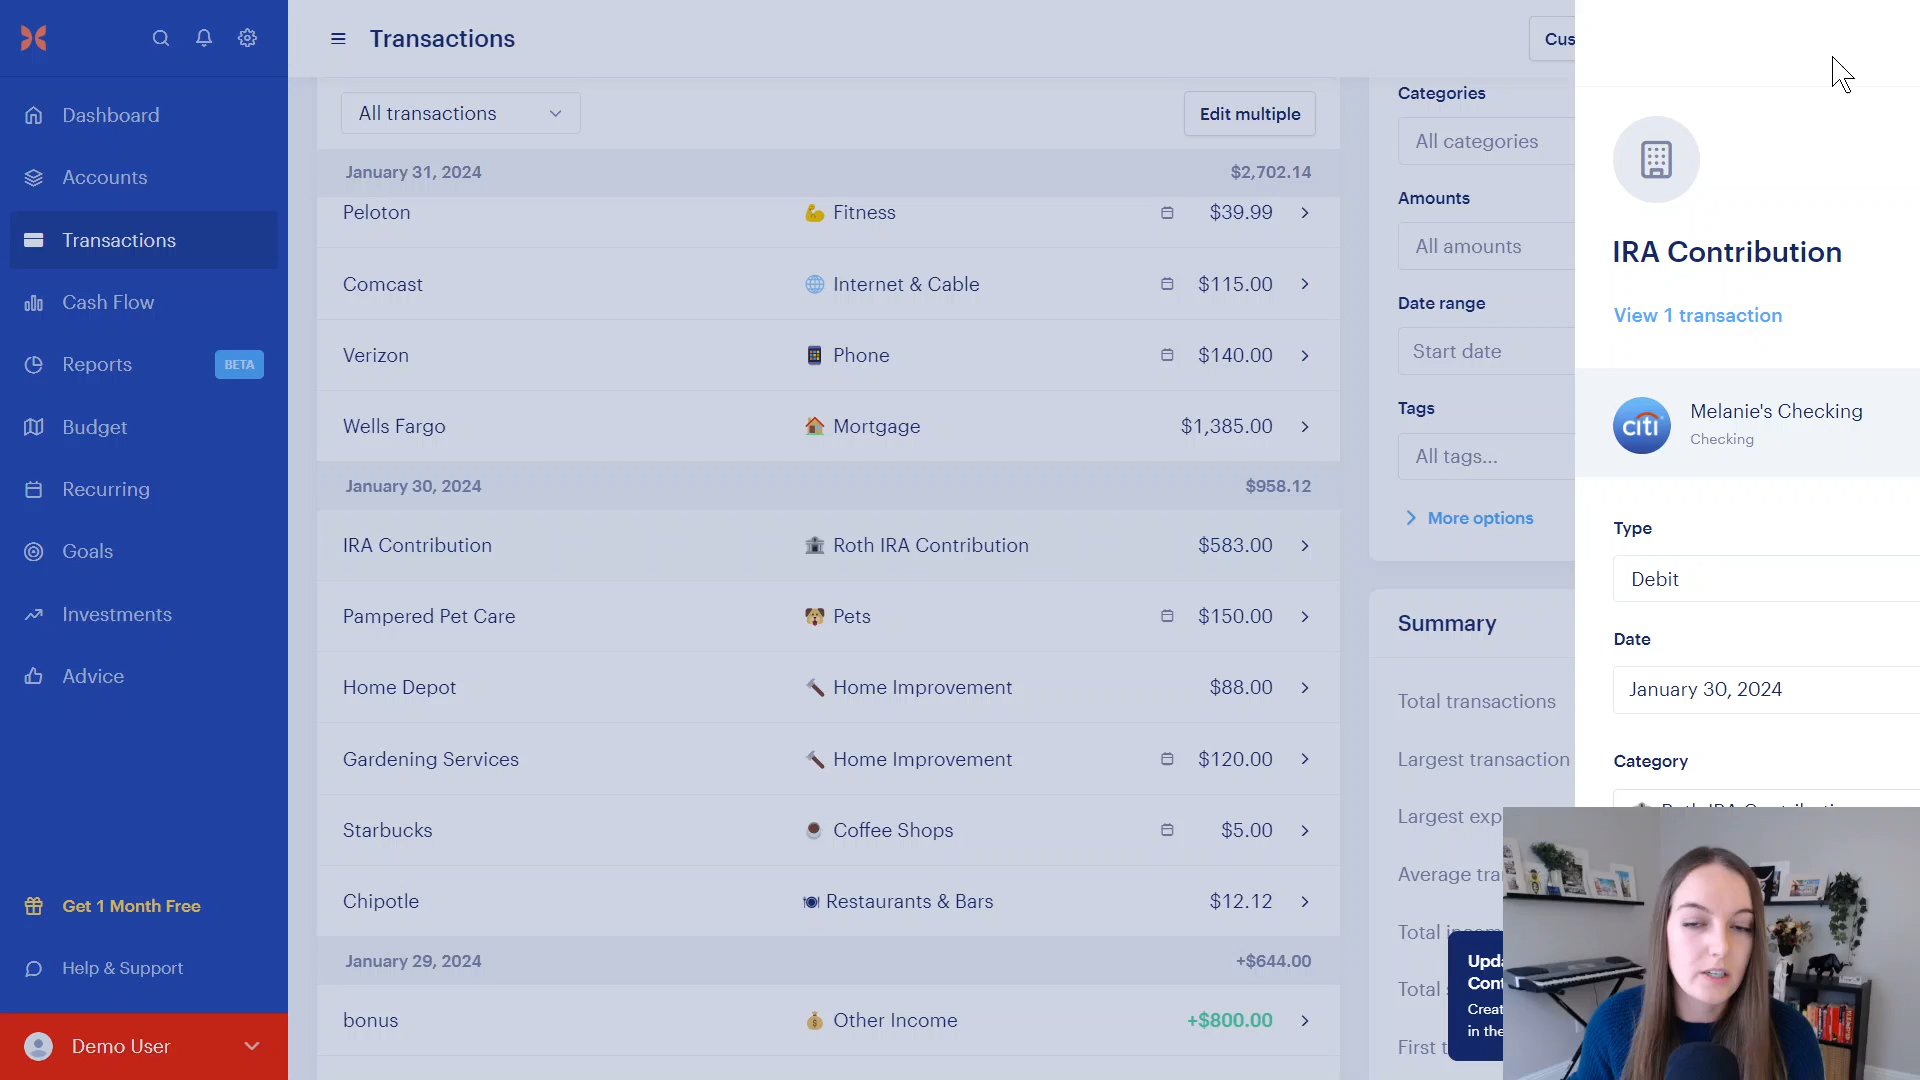 Transactions
Cus
Dashboard
Accounts
Transactions
Cash Flow
Reports
BETA
Budget
Recurring
Goals
Investments
Advice
Get 1 Month Free
Help & Support
Demo User
All transactions
Edit multiple
January 31, 2024 $2,702.14
Peloton Fitness $39.99
Comcast Internet & Cable $115.00
Verizon Phone $140.00
Wells Fargo Mortgage $1,385.00
January 30, 2024 $958.12
IRA Contribution Roth IRA Contribution $583.00
Pampered Pet Care Pets $150.00
Home Depot Home Improvement $88.00
Gardening Services Home Improvement $120.00
Starbucks Coffee Shops $5.00
Chipotle Restaurants & Bars $12.12
January 29, 2024 +$644.00
bonus Other Income +$800.00
Categories
All categories
Amounts
All amounts
Date range
Start date
Tags
All tags...
More options
Summary
Total transactions
Largest transaction
Largest exp
Average tra
Total
Total
First t
Upd
Cont
Creat
in the
IRA Contribution
View 1 transaction
citi
Melanie's Checking
Checking
Type
Debit
Date
January 30, 2024
Category